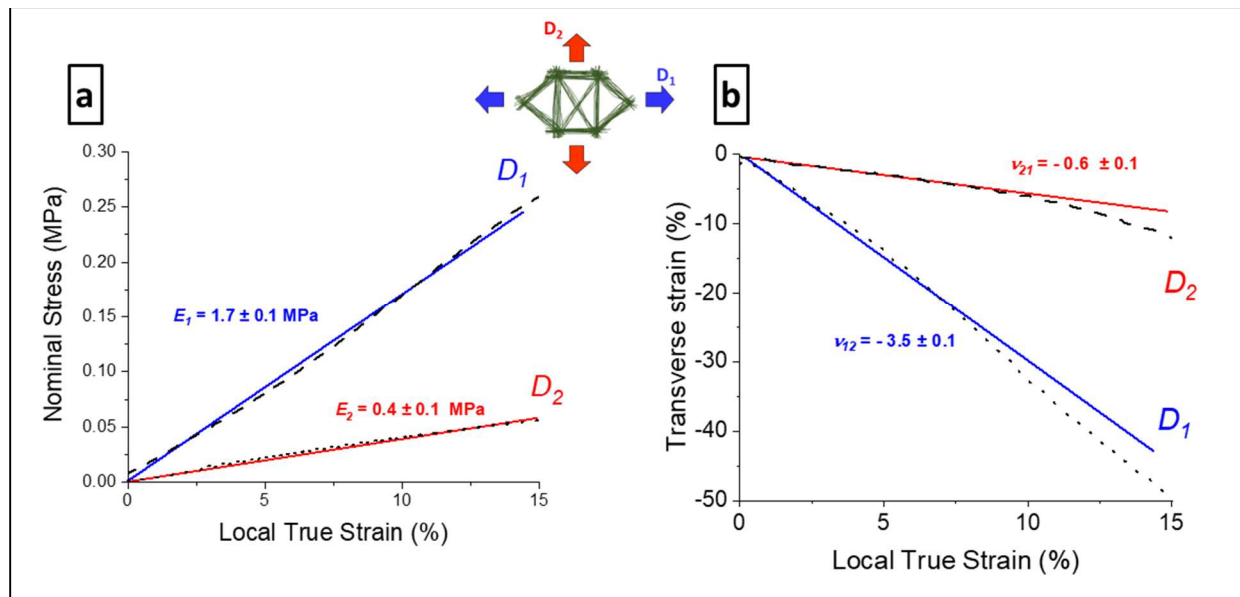 D2
D1
a
b
0.30
0.25
0.20
0.15
0.10
0.05
0.00
Nominal Stress (MPa)
D1
E1 = 1.7 ± 0.1 MPa
D2
E2 = 0.4 ± 0.1 MPa
0 5 10 15
Local True Strain (%)
0
-10
-20
-30
-40
-50
Transverse strain (%)
ν21 = - 0.6 ± 0.1
D2
ν12 = - 3.5 ± 0.1
D1
0 5 10 15
Local True Strain (%)